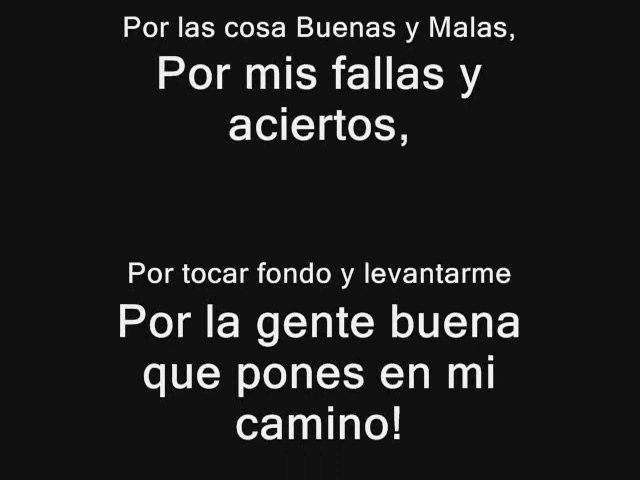 Por las cosa Buenas y Malas,
Por mis fallas y
aciertos,
Por tocar fondo y levantarme
Por la gente buena
que pones en mi
camino!